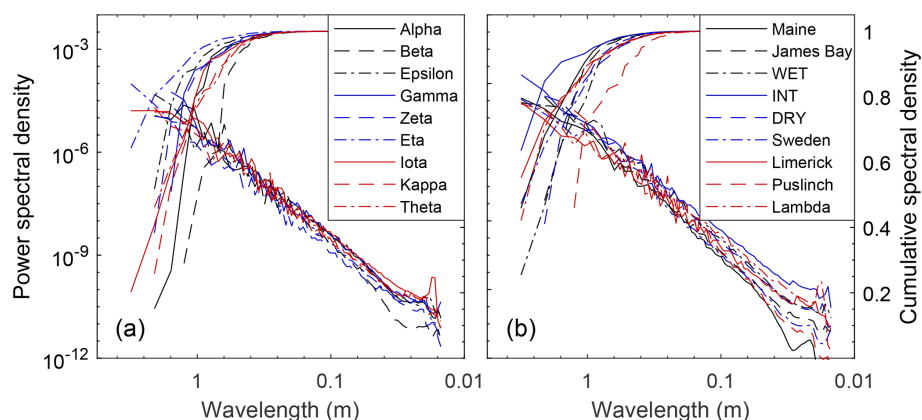 (a)
Power spectral density
10⁻³
10⁻⁶
10⁻⁹
10⁻¹²
Alpha
Beta
Epsilon
Gamma
Zeta
Eta
Iota
Kappa
Theta
1 0.1 0.01
Wavelength (m)
(b)
Maine
James Bay
WET
INT
DRY
Sweden
Limerick
Puslinch
Lambda
1
0.8
0.6
0.4
0.2
Cumulative spectral density
1 0.1 0.01
Wavelength (m)